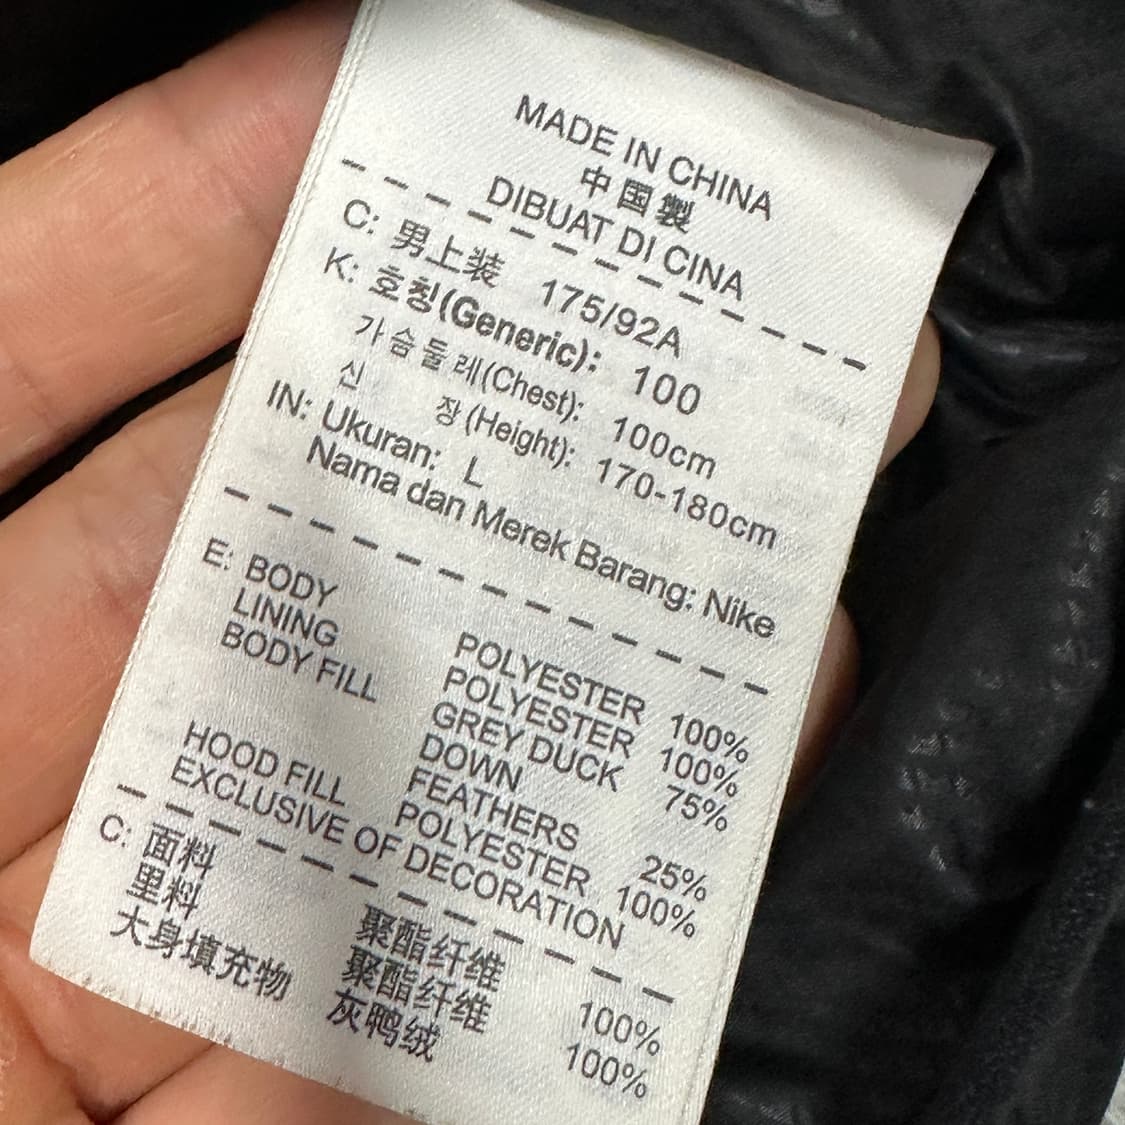 MADE IN CHINA
中国製
DIBUAT DI CINA
C: 男上装 175/92A
K: 호칭(Generic): 100
가슴둘레(Chest): 100cm
신 장(Height): 170-180cm
IN: Ukuran: L
Nama dan Merek Barang: Nike
E: BODY POLYESTER 100%
LINING POLYESTER 100%
BODY FILL GREY DUCK 75%
DOWN
FEATHERS 25%
HOOD FILL POLYESTER 100%
EXCLUSIVE OF DECORATION
C: 面料 聚酯纤维 100%
里料 聚酯纤维 100%
大身填充物 灰鸭绒